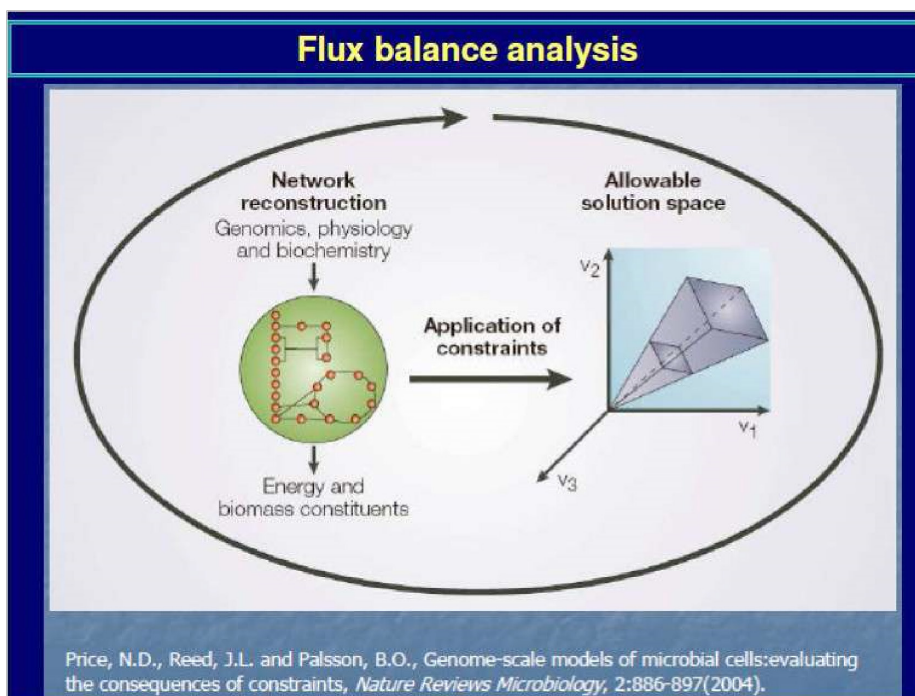 Flux balance analysis
Network
reconstruction
Genomics, physiology
and biochemistry
Energy and
biomass constituents
Application of
constraints
Allowable
solution space
v2
v1
v3
Price, N.D., Reed, J.L. and Palsson, B.O., Genome-scale models of microbial cells:evaluating
the consequences of constraints, Nature Reviews Microbiology, 2:886-897(2004).